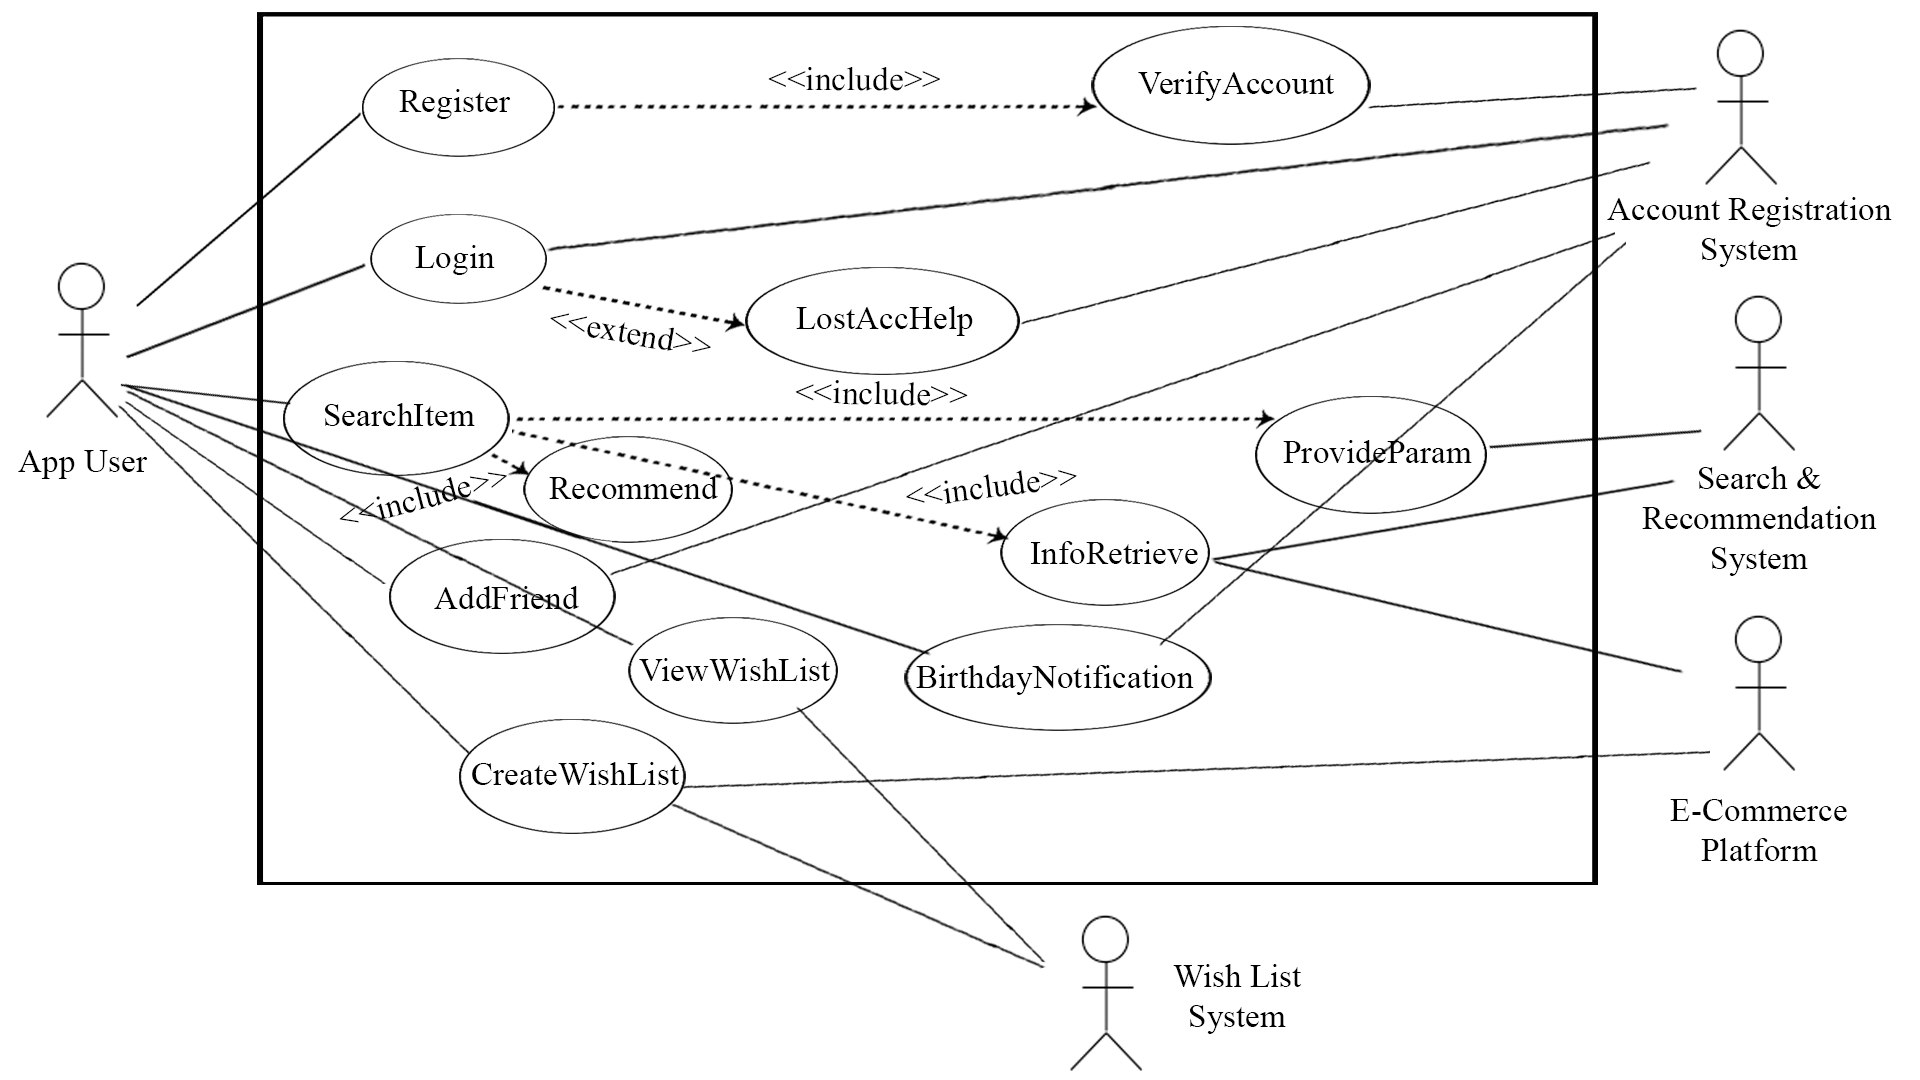 <<include>>
Register
VerifyAccount
Account Registration
System
Login
LostAccHelp
<<extend>>
<<include>>
SearchItem
ProvideParam
App User
Recommend
<<include>>
<<include>>
Search &
Recommendation
System
InfoRetrieve
AddFriend
ViewWishList
BirthdayNotification
CreateWishList
E-Commerce
Platform
Wish List
System